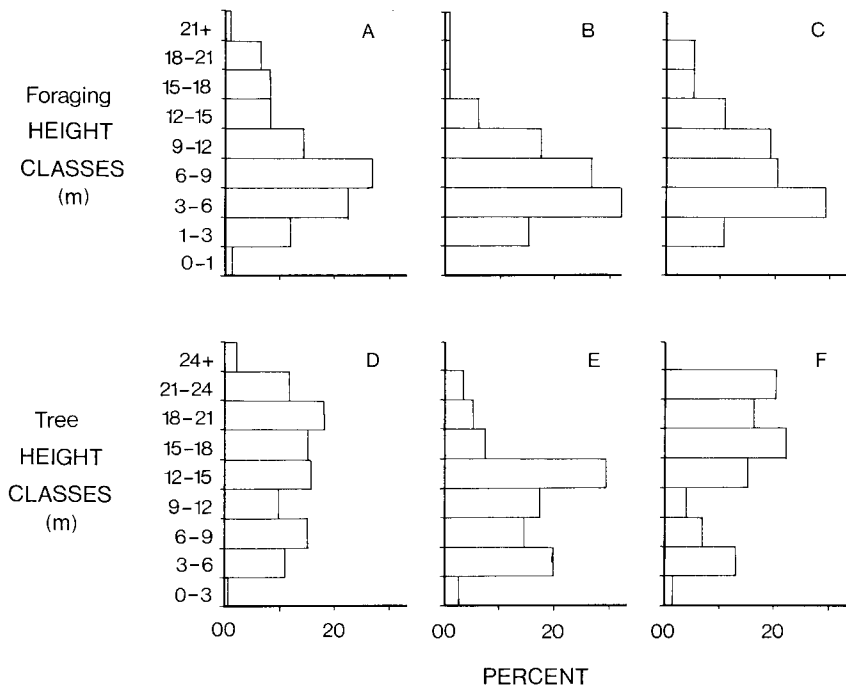 21+
18-21
15-18
12-15
9-12
6-9
3-6
1-3
0-1
Foraging
HEIGHT
CLASSES
(m)
A
B
C
24+
21-24
18-21
15-18
12-15
9-12
6-9
3-6
0-3
Tree
HEIGHT
CLASSES
(m)
D
E
F
00 20
00 20
00 20
PERCENT